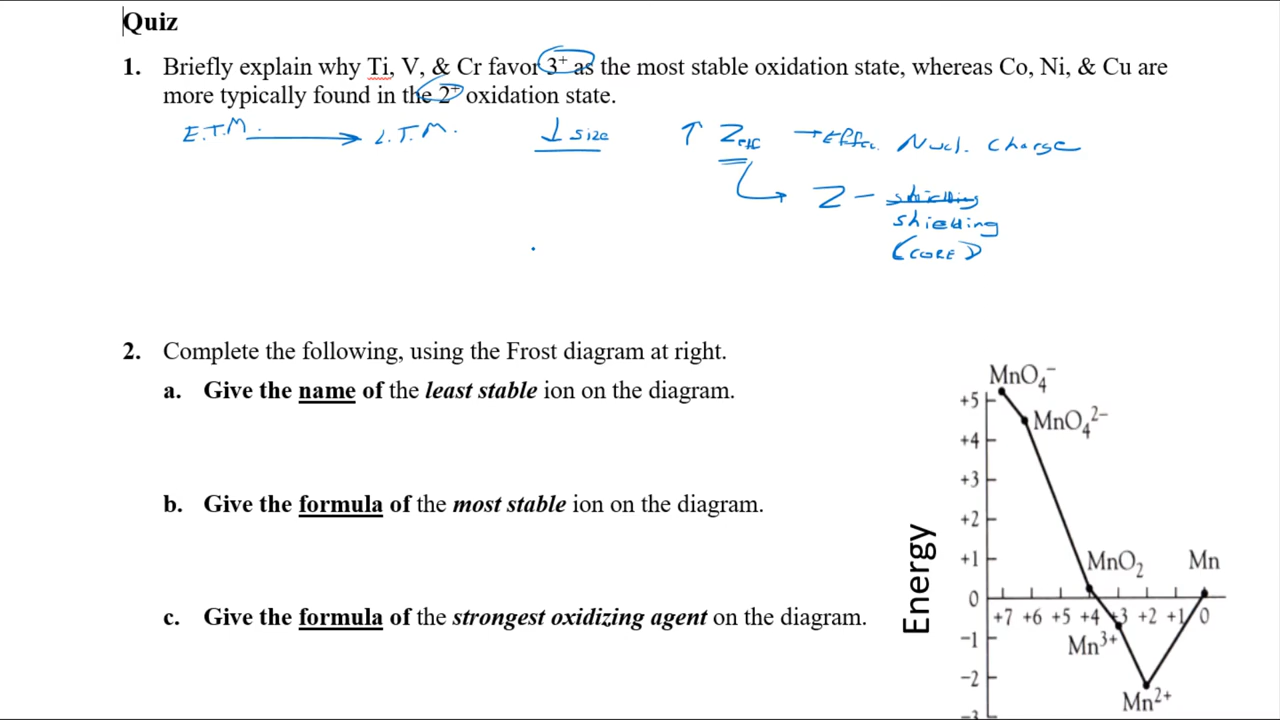 Quiz
1. Briefly explain why Ti, V, & Cr favor 3⁺ as the most stable oxidation state, whereas Co, Ni, & Cu are
more typically found in the 2⁺ oxidation state.
E.T.M. → L.T.M. ↓ size ↑ Zeff → Effec. Nucl. Charge
Z - shielding
shielding
(CORE)
2. Complete the following, using the Frost diagram at right.
a. Give the name of the least stable ion on the diagram.
b. Give the formula of the most stable ion on the diagram.
c. Give the formula of the strongest oxidizing agent on the diagram.
Energy
MnO₄⁻
+5
MnO₄²⁻
+4
+3
+2
+1
MnO₂ Mn
0
+7 +6 +5 +4 +3 +2 +1 0
-1
Mn³⁺
-2
Mn²⁺
-3